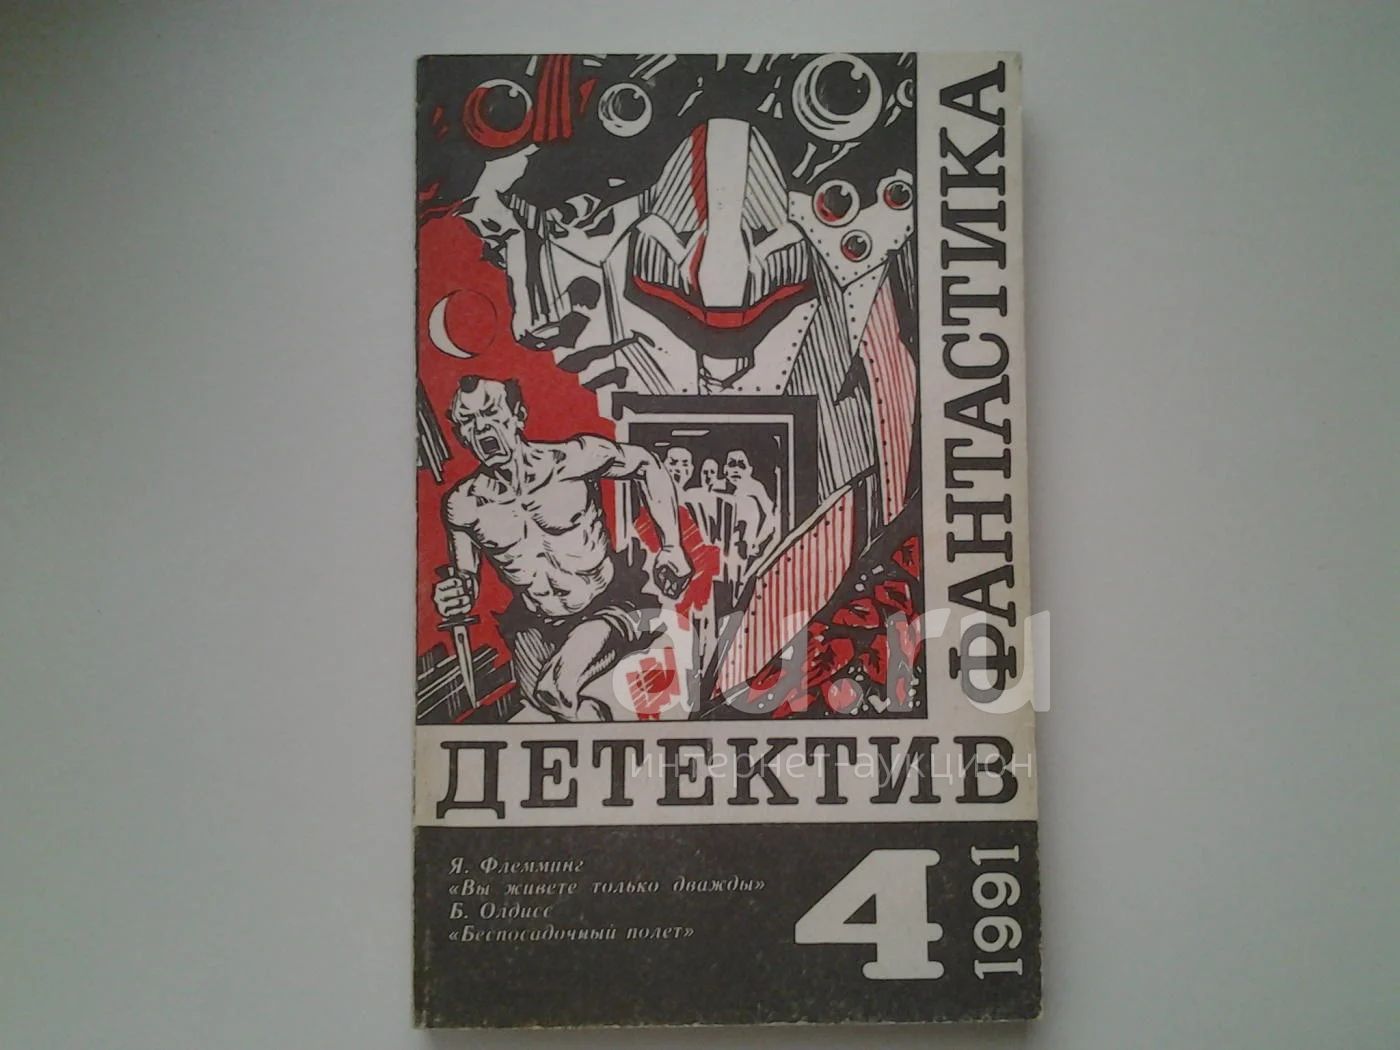 ФАНТАСТИКА
ДЕТЕКТИВ
Я. Флемминг
«Вы живете только дважды»
Б. Олдисс
«Беспосадочный полет»
4
1991
au.ru
интернет-аукцион